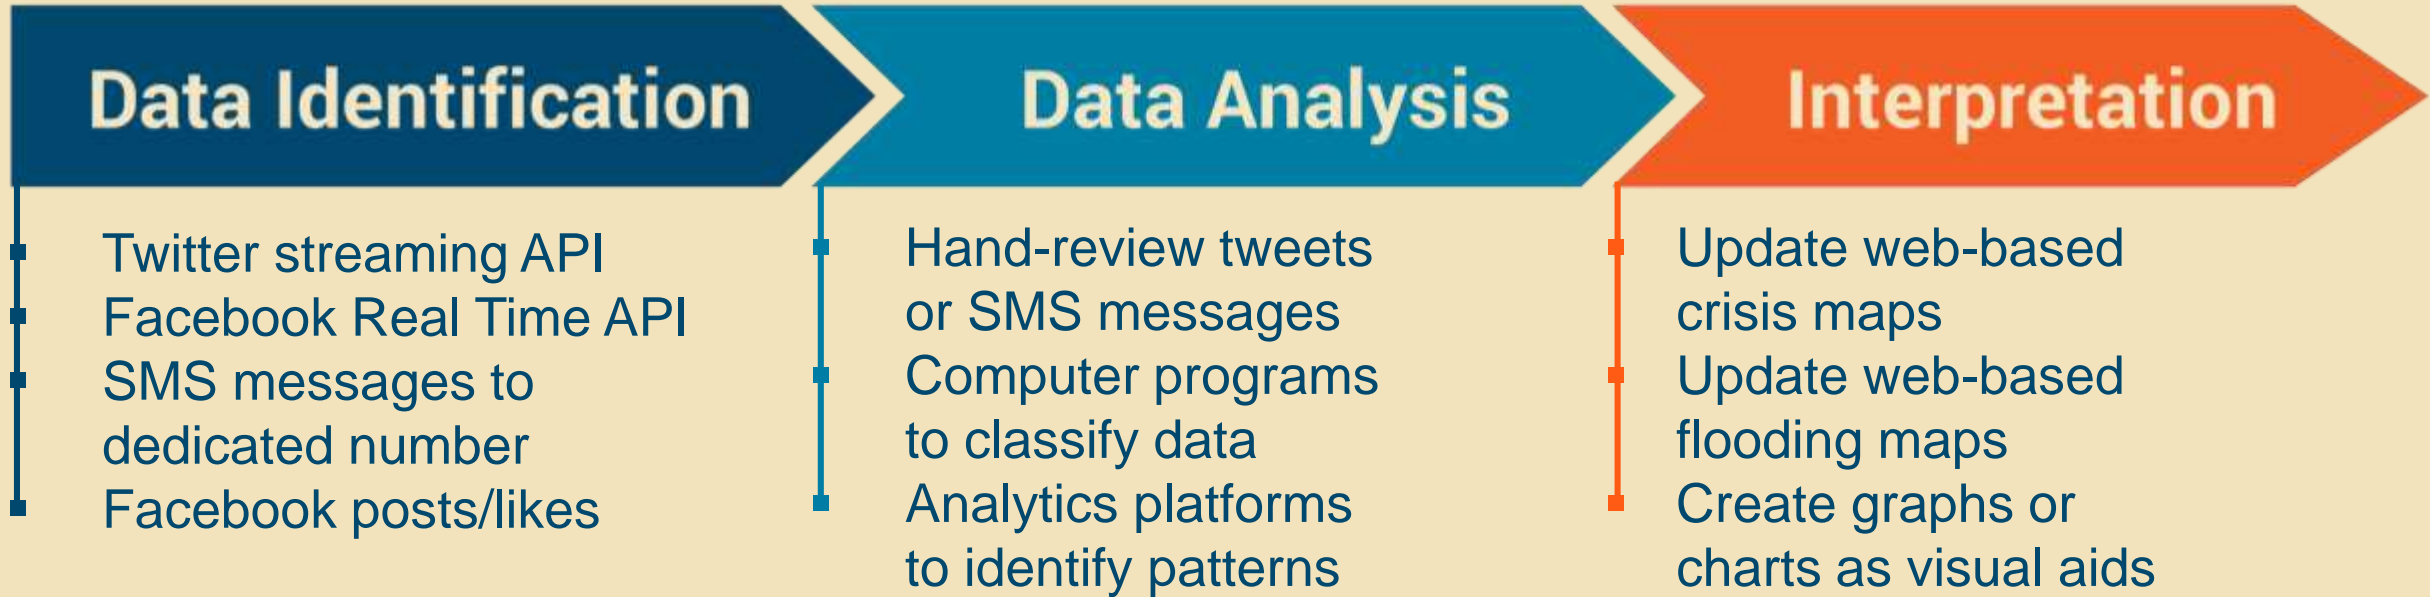 Data Identification
Twitter streaming API
Facebook Real Time API
SMS messages to
dedicated number
Facebook posts/likes
Data Analysis
Hand-review tweets
or SMS messages
Computer programs
to classify data
Analytics platforms
to identify patterns
Interpretation
Update web-based
crisis maps
Update web-based
flooding maps
Create graphs or
charts as visual aids